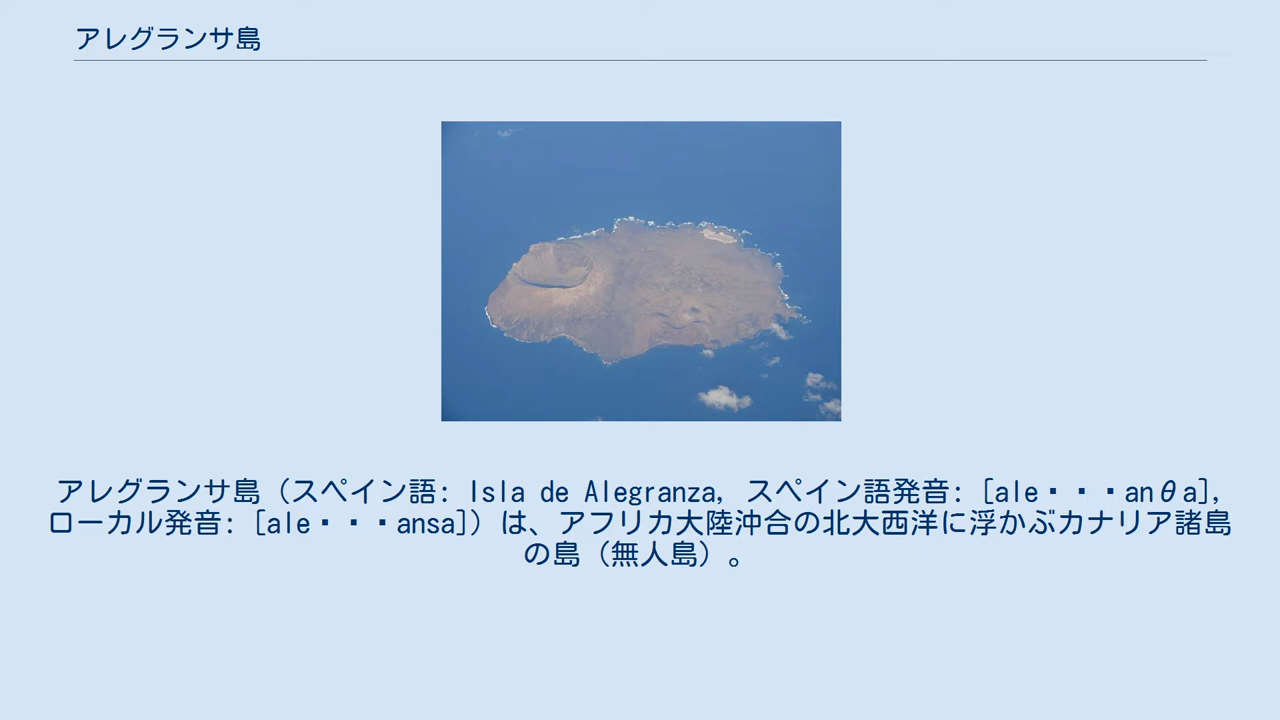 アレグランサ島
アレグランサ島（スペイン語: Isla de Alegranza, スペイン語発音: [ale▪▪▪anθa],
ローカル発音: [ale▪▪▪ansa]）は、アフリカ大陸沖合の北大西洋に浮かぶカナリア諸島
の島（無人島）。